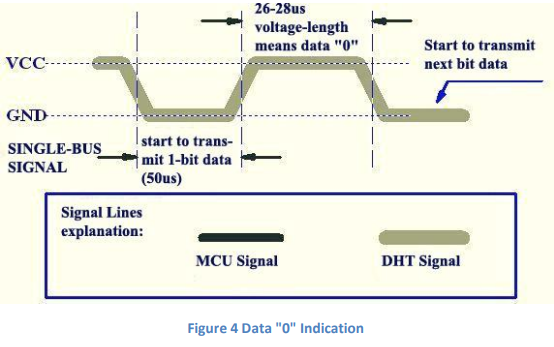 26-28us
voltage-length
means data "0"
Start to transmit
next bit data
VCC
GND
SINGLE-BUS
SIGNAL
start to trans-
mit 1-bit data
(50us)
Signal Lines
explanation:
MCU Signal
DHT Signal
Figure 4 Data "0" Indication